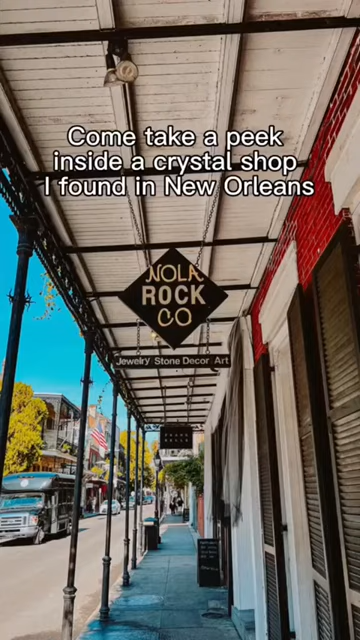 Come take a peek
inside a crystal shop
I found in New Orleans
NOLA
ROCK
CO
Jewelry Stone Decor Art